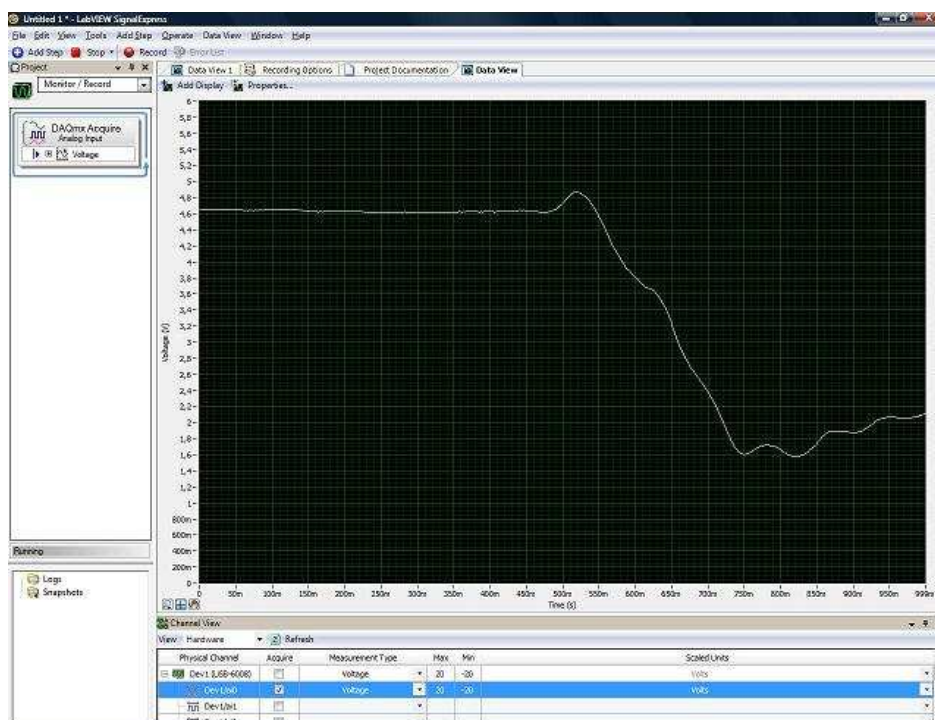 Untitled 1 * - LabVIEW SignalExpress
File Edit View Tools Add Step Operate Data View Window Help
Add Step Stop Record Error List
Project
Monitor / Record
DAQmx Acquire
Analog Input
Voltage
Running
Logs
Snapshots
Data View 1 Recording Options Project Documentation Data View
Add Display Properties...
6
5,8
5,6
5,4
5,2
5
4,8
4,6
4,4
4,2
4
3,8
3,6
3,4
3,2
3
2,8
2,6
2,4
2,2
2
1,8
1,6
1,4
1,2
1
800m
600m
400m
200m
0
Voltage (V)
0 50m 100m 150m 200m 250m 300m 350m 400m 450m 500m 550m 600m 650m 700m 750m 800m 850m 900m 950m 999m
Time (s)
Channel View
View Hardware Refresh
Physical Channel Acquire Measurement Type Max Min Scaled Units
Dev1 (USB-6008) Voltage 20 -20 Volts
Dev1/ai0 Voltage 20 -20 Volts
Dev1/ai1